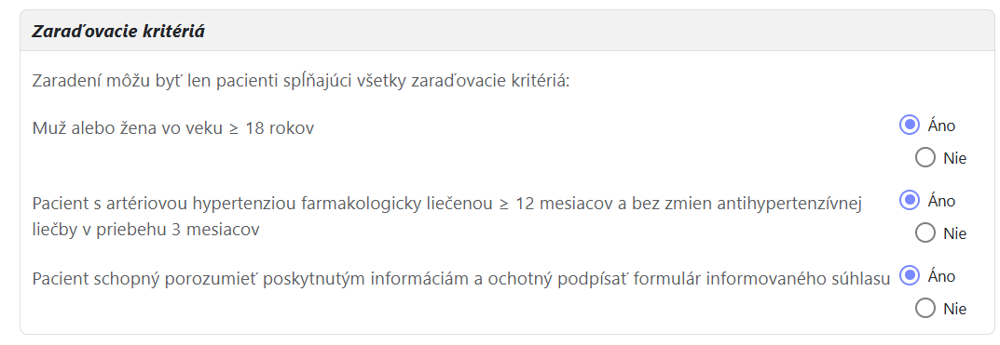 Zaraďovacie kritériá
Zaradení môžu byť len pacienti spĺňajúci všetky zaraďovacie kritériá:
Muž alebo žena vo veku ≥ 18 rokov
Áno
Nie
Pacient s artériovou hypertenziou farmakologicky liečenou ≥ 12 mesiacov a bez zmien antihypertenzívnej
liečby v priebehu 3 mesiacov
Áno
Nie
Pacient schopný porozumieť poskytnutým informáciám a ochotný podpísať formulár informovaného súhlasu
Áno
Nie